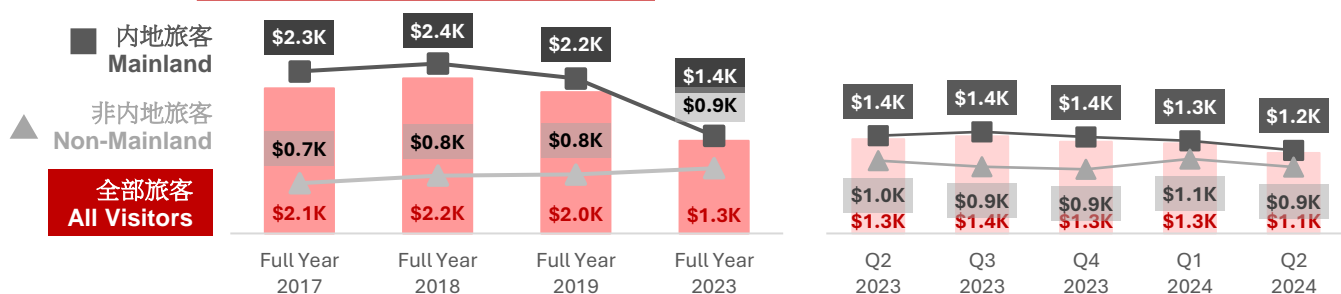 內地旅客
Mainland
非內地旅客
Non-Mainland
全部旅客
All Visitors
$2.3K
$2.4K
$2.2K
$1.4K
$0.7K
$0.8K
$0.8K
$0.9K
$2.1K
$2.2K
$2.0K
$1.3K
Full Year
2017
Full Year
2018
Full Year
2019
Full Year
2023
$1.4K
$1.4K
$1.4K
$1.3K
$1.2K
$1.0K
$0.9K
$0.9K
$1.1K
$0.9K
$1.3K
$1.4K
$1.3K
$1.3K
$1.1K
Q2
2023
Q3
2023
Q4
2023
Q1
2024
Q2
2024